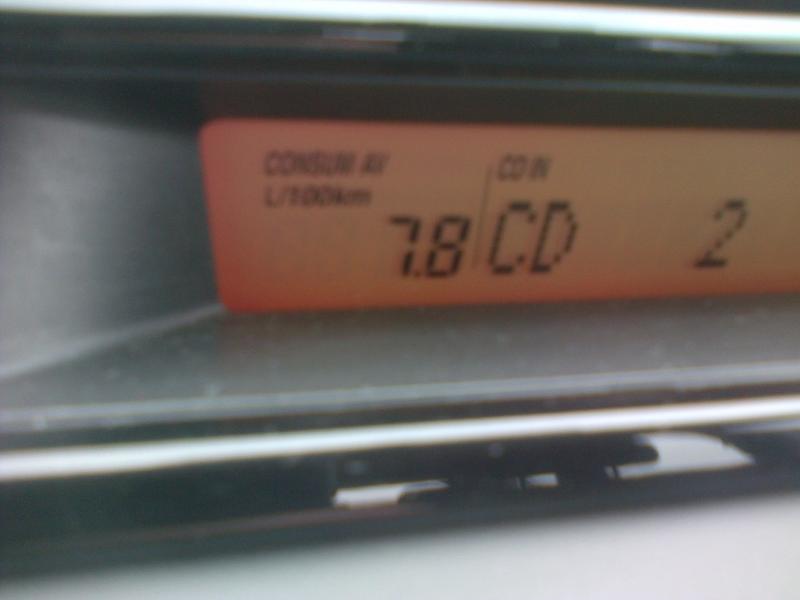 CONSUM AV
L/100km
7.8
CD IN
CD 2